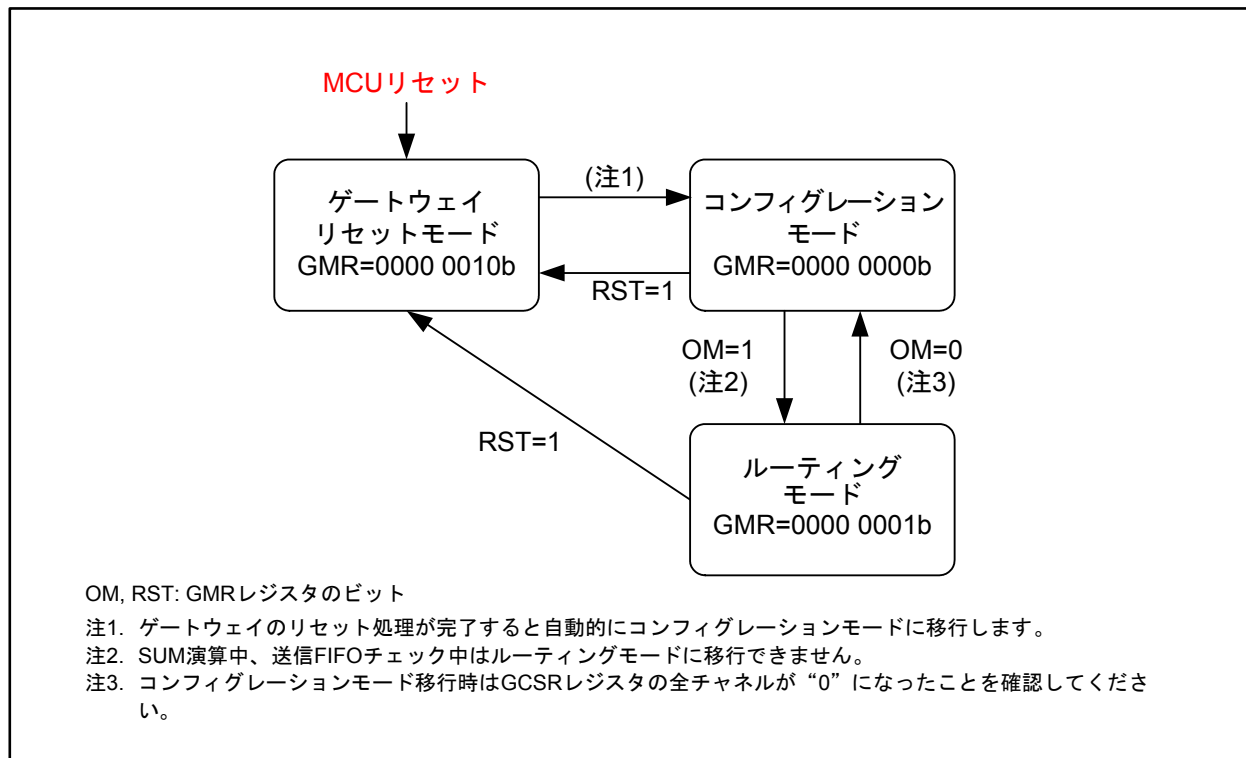 MCUリセット
ゲートウェイ
リセットモード
GMR=0000 0010b
(注1)
コンフィグレーション
モード
GMR=0000 0000b
RST=1
OM=1
(注2)
OM=0
(注3)
RST=1
ルーティング
モード
GMR=0000 0001b
OM, RST: GMRレジスタのビット
注1. ゲートウェイのリセット処理が完了すると自動的にコンフィグレーションモードに移行します。
注2. SUM演算中、送信FIFOチェック中はルーティングモードに移行できません。
注3. コンフィグレーションモード移行時はGCSRレジスタの全チャネルが“0”になったことを確認してくださ
い。